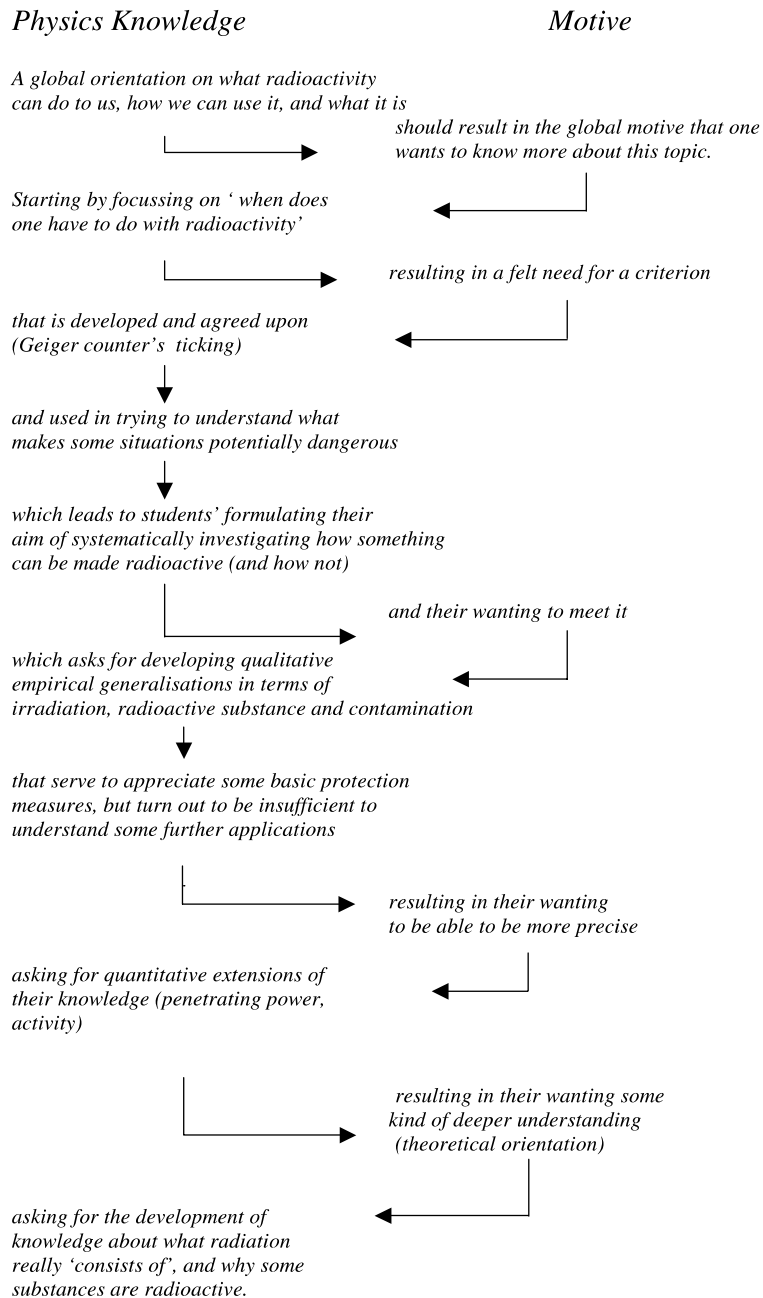 Physics Knowledge
Motive
A global orientation on what radioactivity
can do to us, how we can use it, and what it is
should result in the global motive that one
wants to know more about this topic.
Starting by focussing on ‘ when does
one have to do with radioactivity’
resulting in a felt need for a criterion
that is developed and agreed upon
(Geiger counter’s ticking)
and used in trying to understand what
makes some situations potentially dangerous
which leads to students’ formulating their
aim of systematically investigating how something
can be made radioactive (and how not)
and their wanting to meet it
which asks for developing qualitative
empirical generalisations in terms of
irradiation, radioactive substance and contamination
that serve to appreciate some basic protection
measures, but turn out to be insufficient to
understand some further applications
resulting in their wanting
to be able to be more precise
asking for quantitative extensions of
their knowledge (penetrating power,
activity)
resulting in their wanting some
kind of deeper understanding
(theoretical orientation)
asking for the development of
knowledge about what radiation
really ‘consists of’, and why some
substances are radioactive.